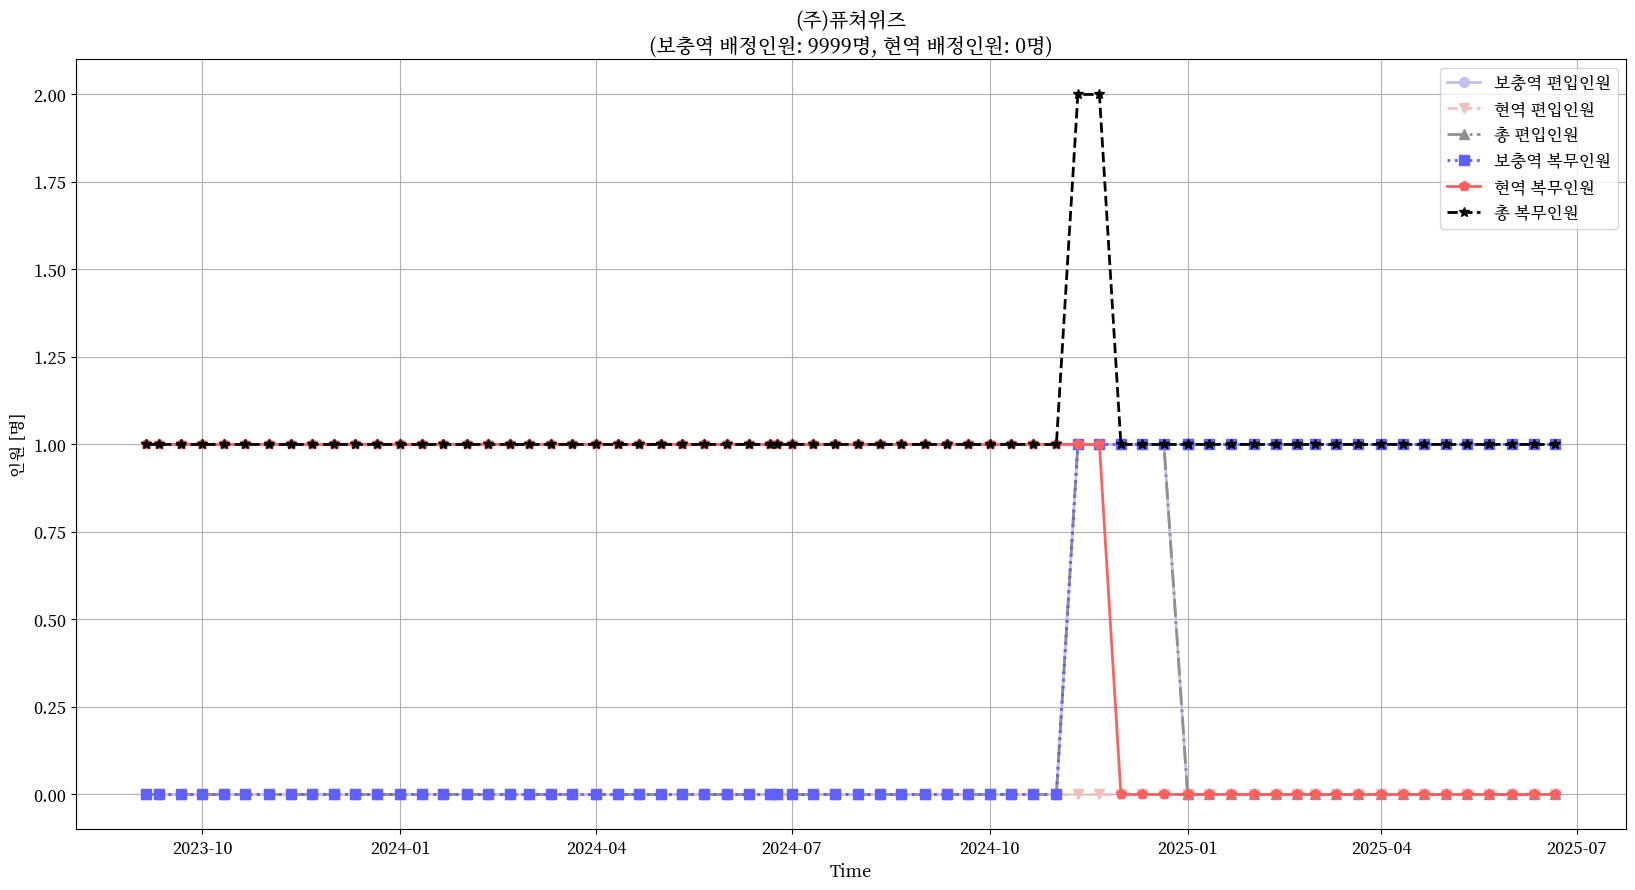 (주)퓨쳐위즈
(보충역 배정인원: 9999명, 현역 배정인원: 0명)
보충역 편입인원
현역 편입인원
총 편입인원
보충역 복무인원
현역 복무인원
총 복무인원
인원 [명]
2.00
1.75
1.50
1.25
1.00
0.75
0.50
0.25
0.00
2023-10
2024-01
2024-04
2024-07
2024-10
2025-01
2025-04
2025-07
Time